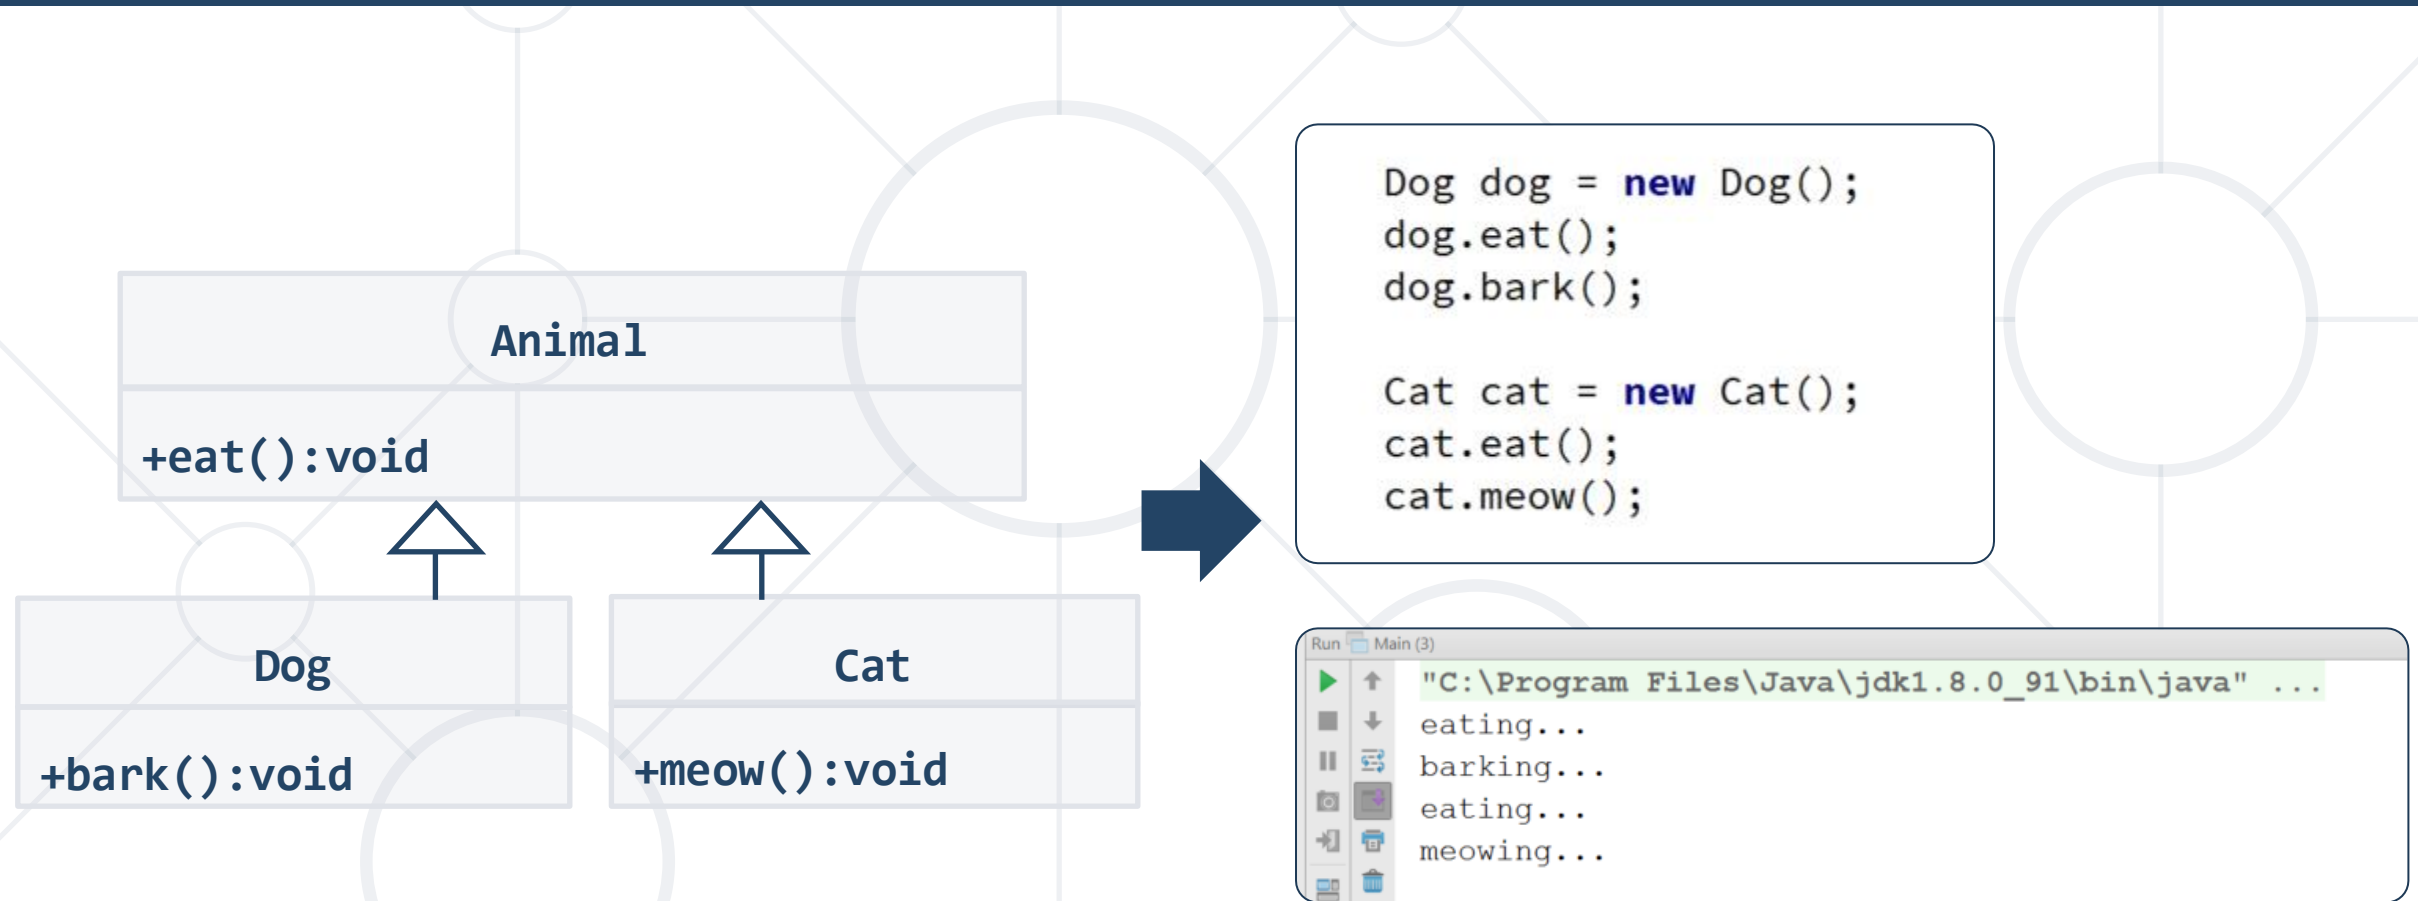 Animal
+eat():void
Dog
+bark():void
Cat
+meow():void
Dog dog = new Dog();
dog.eat();
dog.bark();
Cat cat = new Cat();
cat.eat();
cat.meow();
Run Main (3)
"C:\Program Files\Java\jdk1.8.0_91\bin\java" ...
eating...
barking...
eating...
meowing...